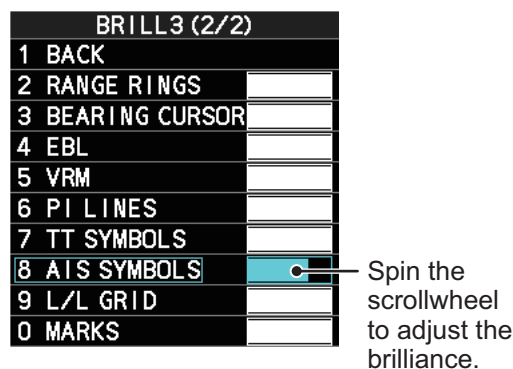 BRILL3 (2/2)
1 BACK
2 RANGE RINGS
3 BEARING CURSOR
4 EBL
5 VRM
6 PI LINES
7 TT SYMBOLS
8 AIS SYMBOLS
9 L/L GRID
0 MARKS
Spin the
scrollwheel
to adjust the
brilliance.